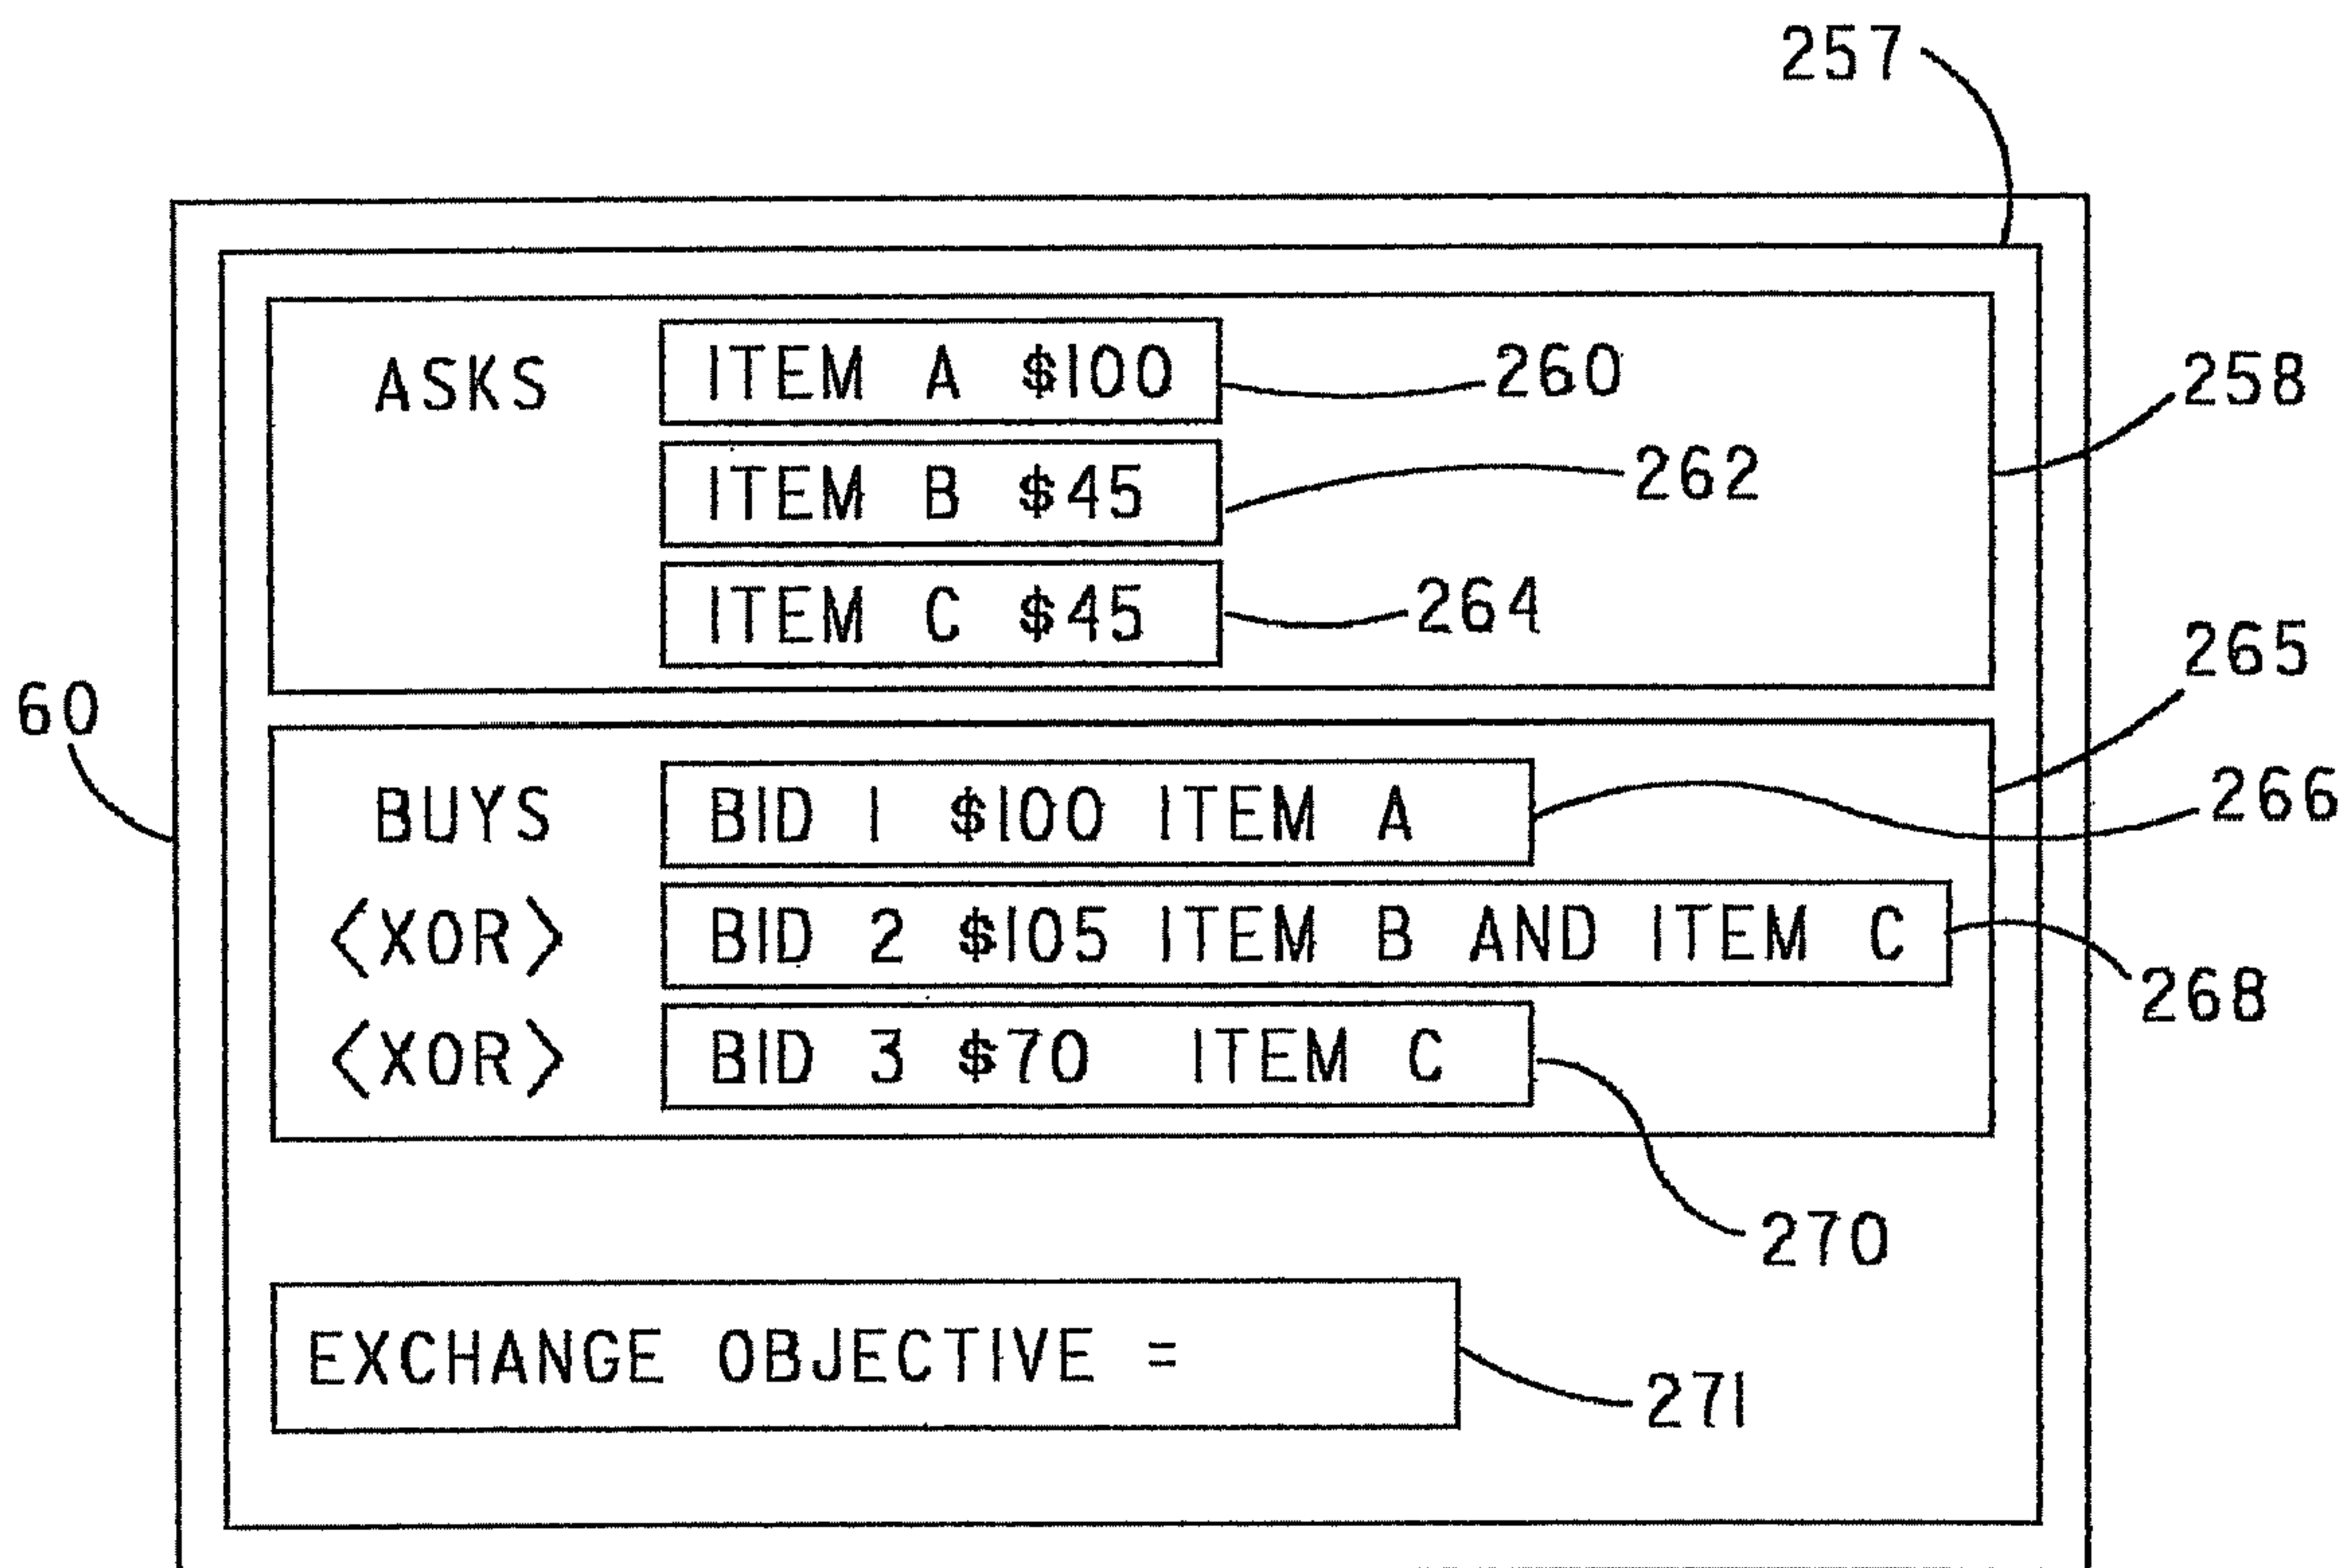 257
ASKS
ITEM A $100
260
258
ITEM B $45
262
ITEM C $45
264
265
60
BUYS
BID 1 $100 ITEM A
266
<XOR>
BID 2 $105 ITEM B AND ITEM C
268
<XOR>
BID 3 $70 ITEM C
270
EXCHANGE OBJECTIVE =
271